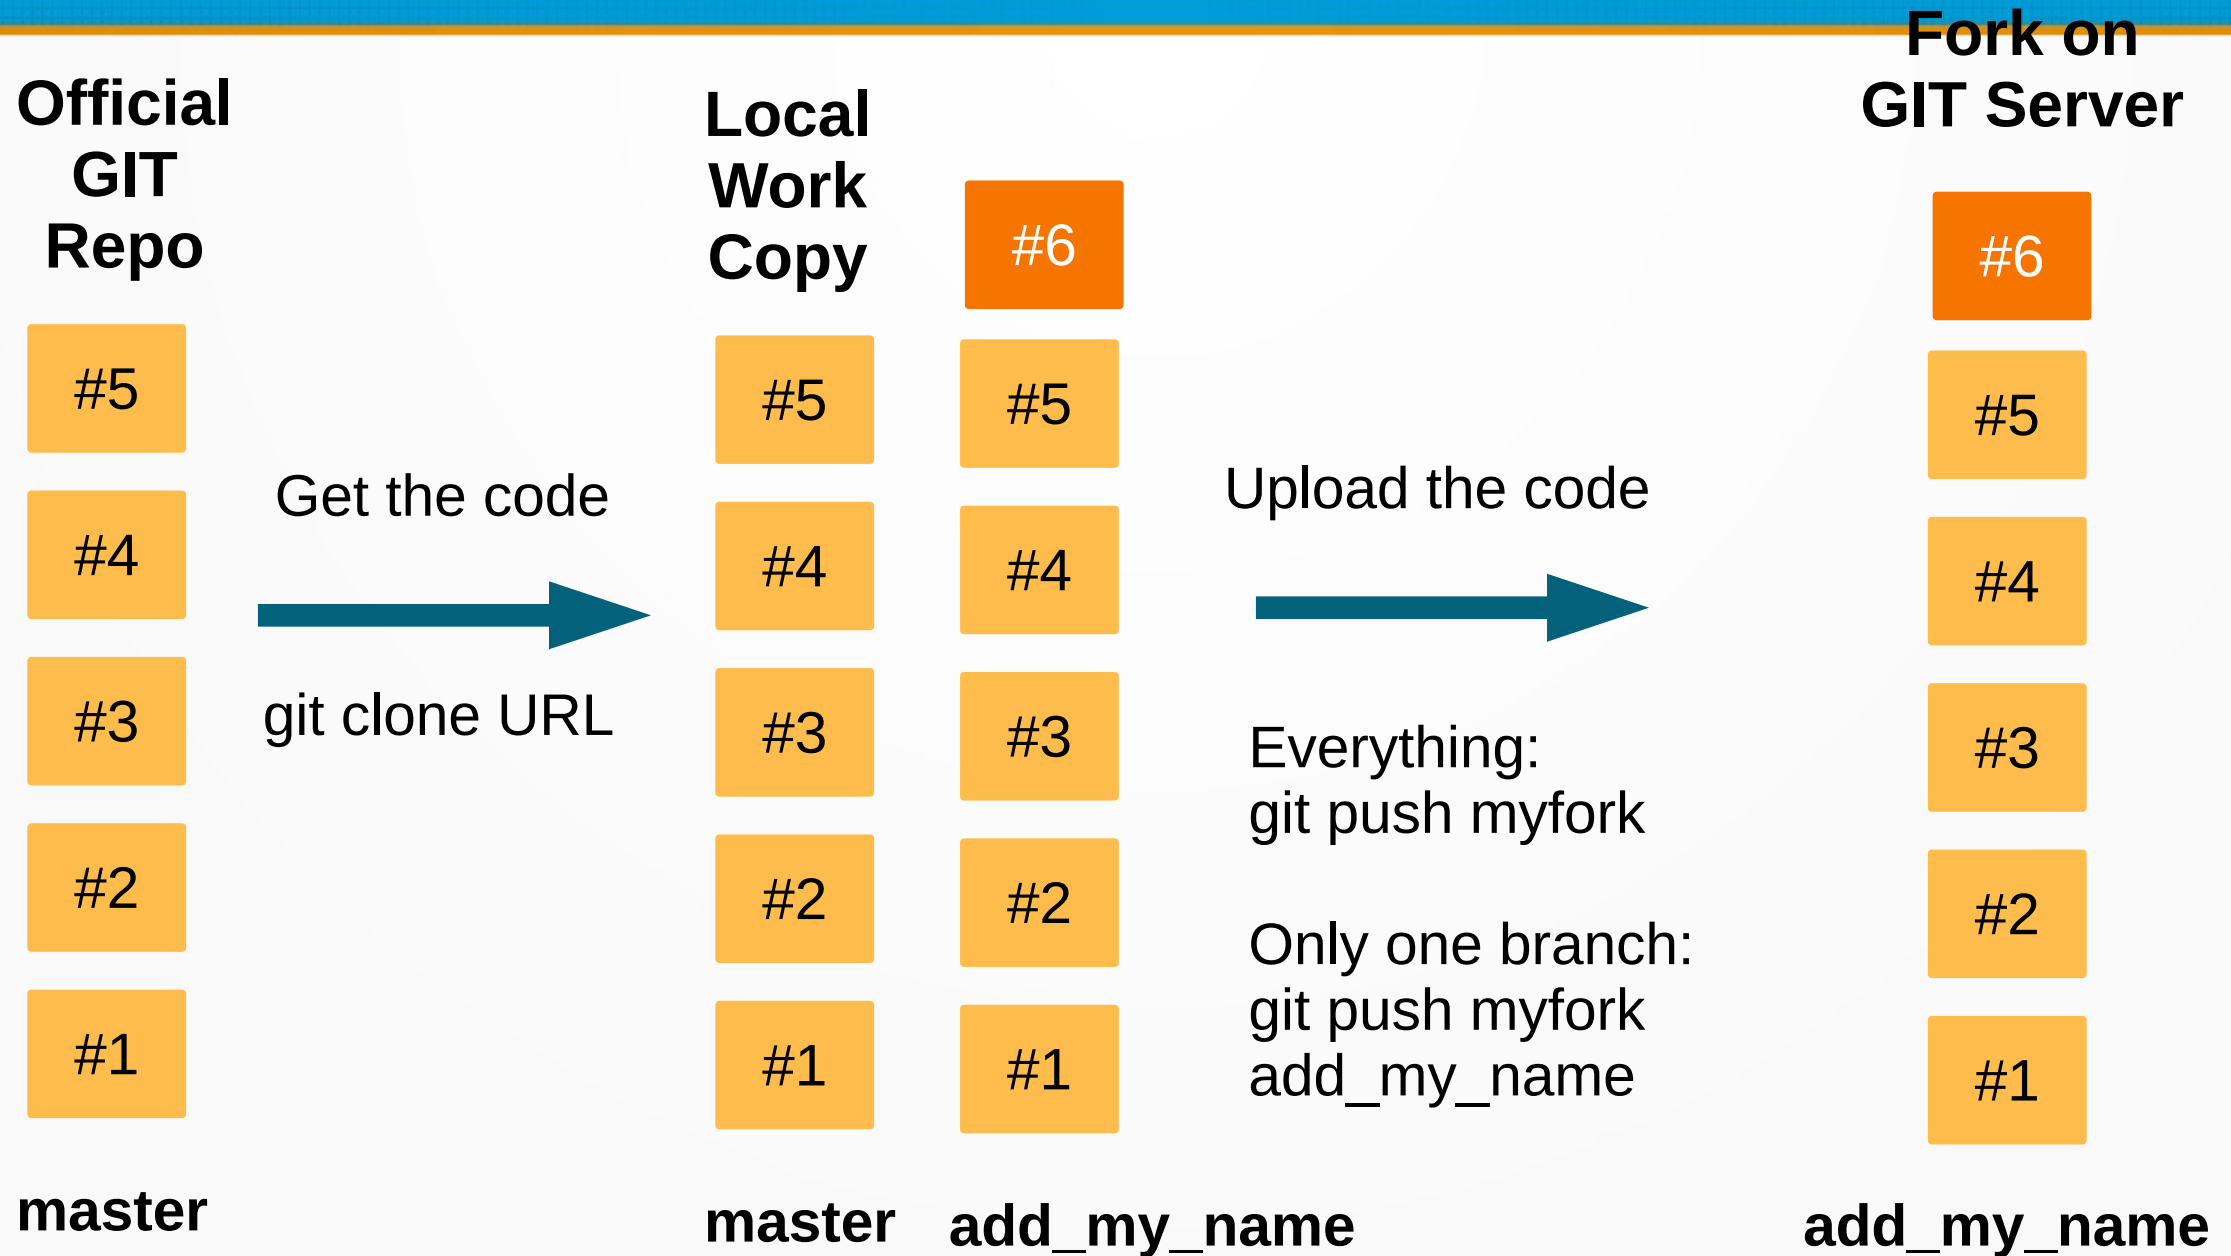 Official
GIT
Repo
#5
#4
#3
#2
#1
master
Get the code
git clone URL
Local
Work
Copy
#5
#4
#3
#2
#1
master
#6
#5
#4
#3
#2
#1
add_my_name
Upload the code
Everything:
git push myfork
Only one branch:
git push myfork
add_my_name
Fork on
GIT Server
#6
#5
#4
#3
#2
#1
add_my_name